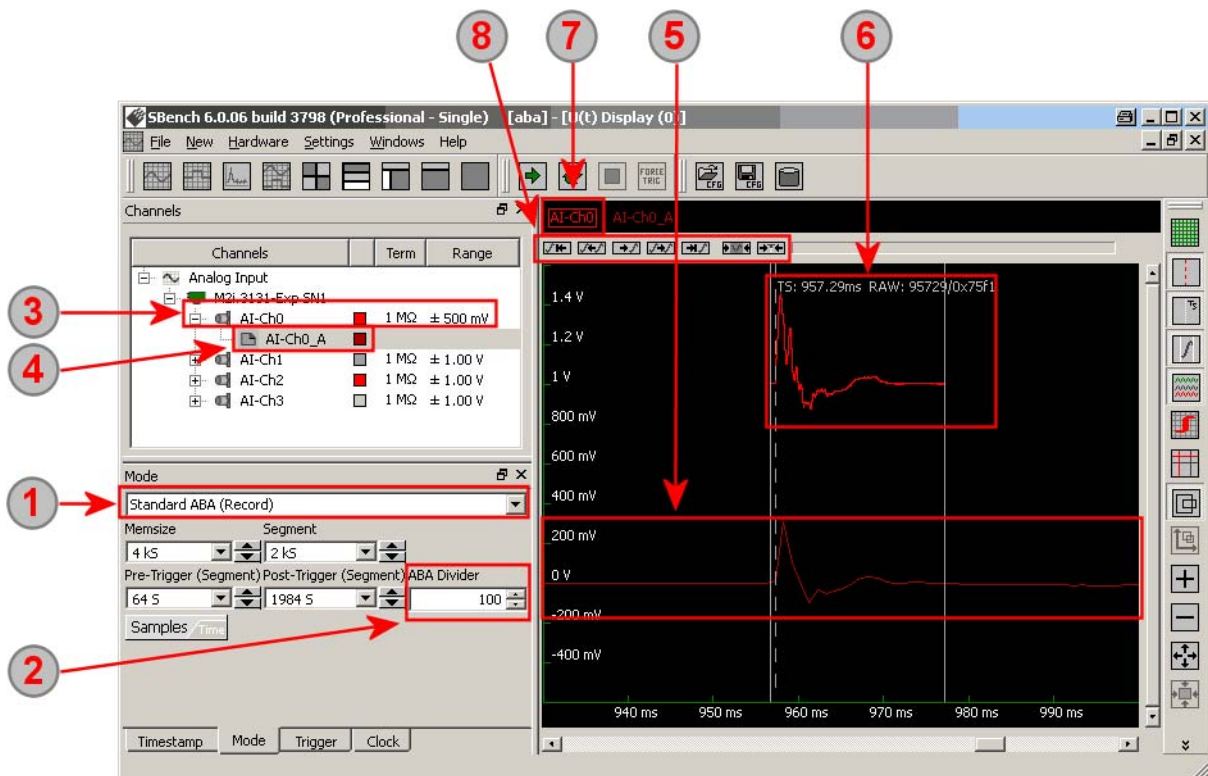 8
7
5
6
SBench 6.0.06 build 3798 (Professional - Single) [aba] - [U(t) Display (0)]
File New Hardware Settings Windows Help
FORCE TRIG
CFG
CFG
Channels
AI-Ch0 AI-Ch0_A
Channels Term Range
Analog Input
M2i.3131-Exp SN1
3
AI-Ch0 1 MΩ ± 500 mV
4
AI-Ch0_A
AI-Ch1 1 MΩ ± 1.00 V
AI-Ch2 1 MΩ ± 1.00 V
AI-Ch3 1 MΩ ± 1.00 V
TS: 957.29ms RAW: 95729/0x75f1
1.4 V
1.2 V
1 V
800 mV
600 mV
400 mV
200 mV
0 V
-200 mV
-400 mV
940 ms 950 ms 960 ms 970 ms 980 ms 990 ms
Ts
Mode
1
Standard ABA (Record)
Memsize Segment
4 kS 2 kS
Pre-Trigger (Segment) Post-Trigger (Segment) ABA Divider
64 S 1984 S 100
Samples Time
2
Timestamp Mode Trigger Clock